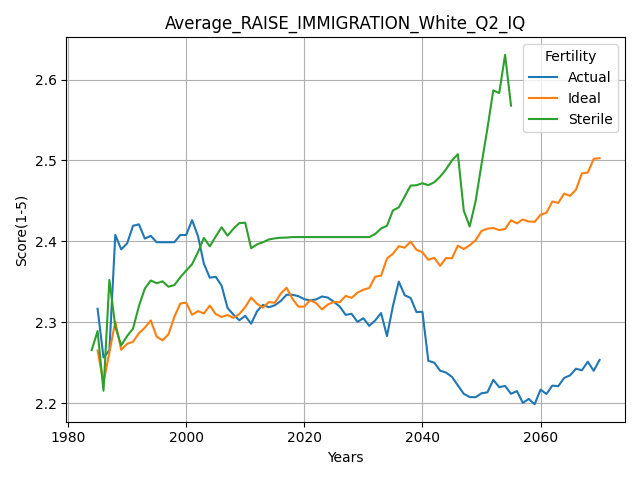 Average_RAISE_IMMIGRATION_White_Q2_IQ
Fertility
Actual
Ideal
Sterile
Score(1-5)
2.6
2.5
2.4
2.3
2.2
1980 2000 2020 2040 2060
Years